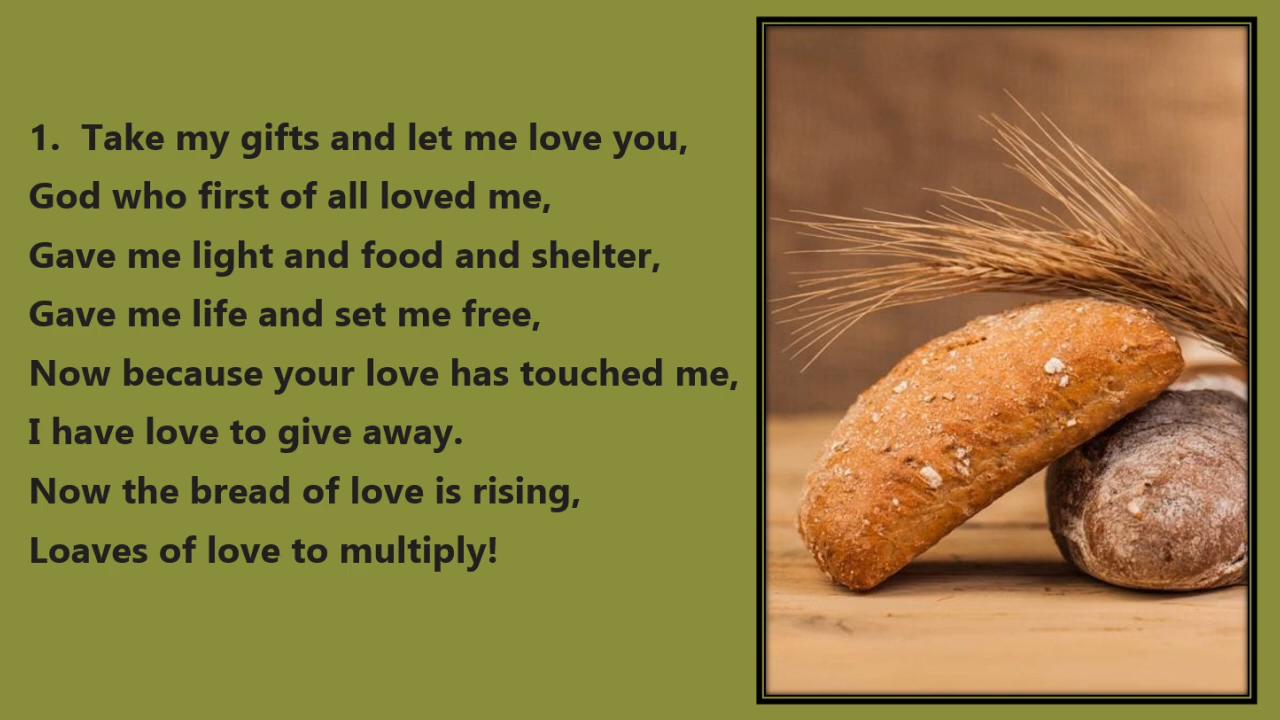 1.  Take my gifts and let me love you,
God who first of all loved me,
Gave me light and food and shelter,
Gave me life and set me free,
Now because your love has touched me,
I have love to give away.
Now the bread of love is rising,
Loaves of love to multiply!